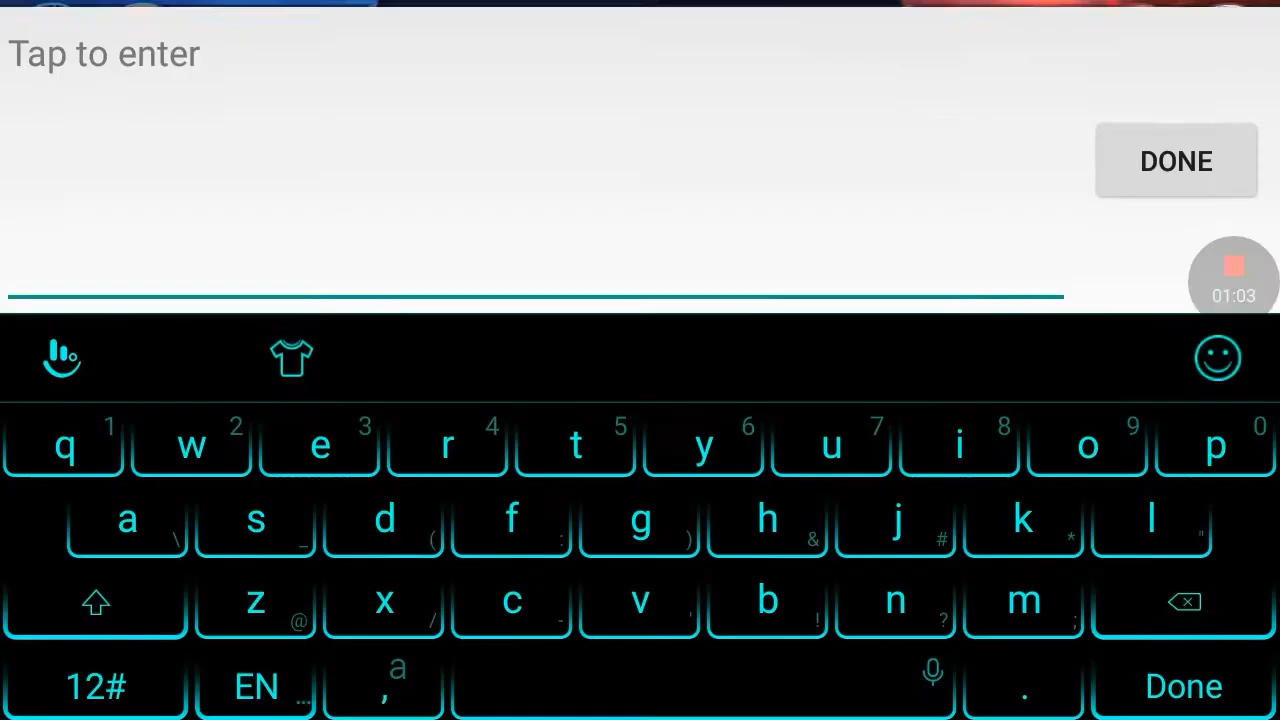 Tap to enter
DONE
01:03
1 2 3 4 5 6 7 8 9 0
q w e r t y u i o p
a s d f g h j k l
\ _ ( : ) & # * "
z x c v b n m
@ / - ' ! ? ;
12# EN ... , a . Done